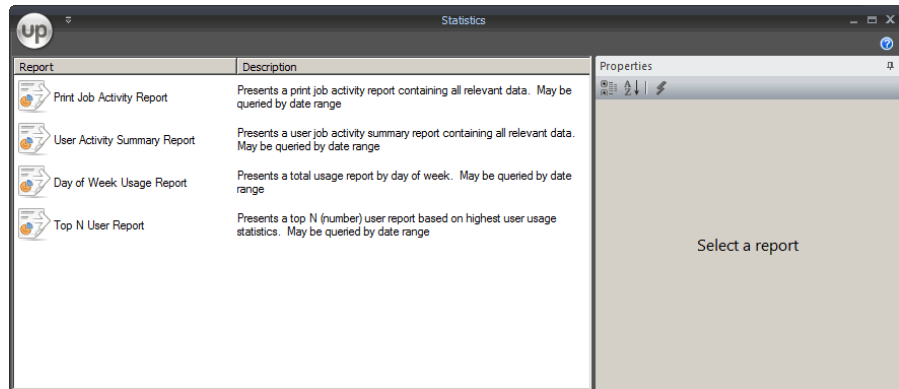 up
Statistics
Report
Description
Properties
Print Job Activity Report
Presents a print job activity report containing all relevant data. May be
queried by date range
User Activity Summary Report
Presents a user job activity summary report containing all relevant data.
May be queried by date range
Day of Week Usage Report
Presents a total usage report by day of week. May be queried by date
range
Top N User Report
Presents a top N (number) user report based on highest user usage
statistics. May be queried by date range
Select a report